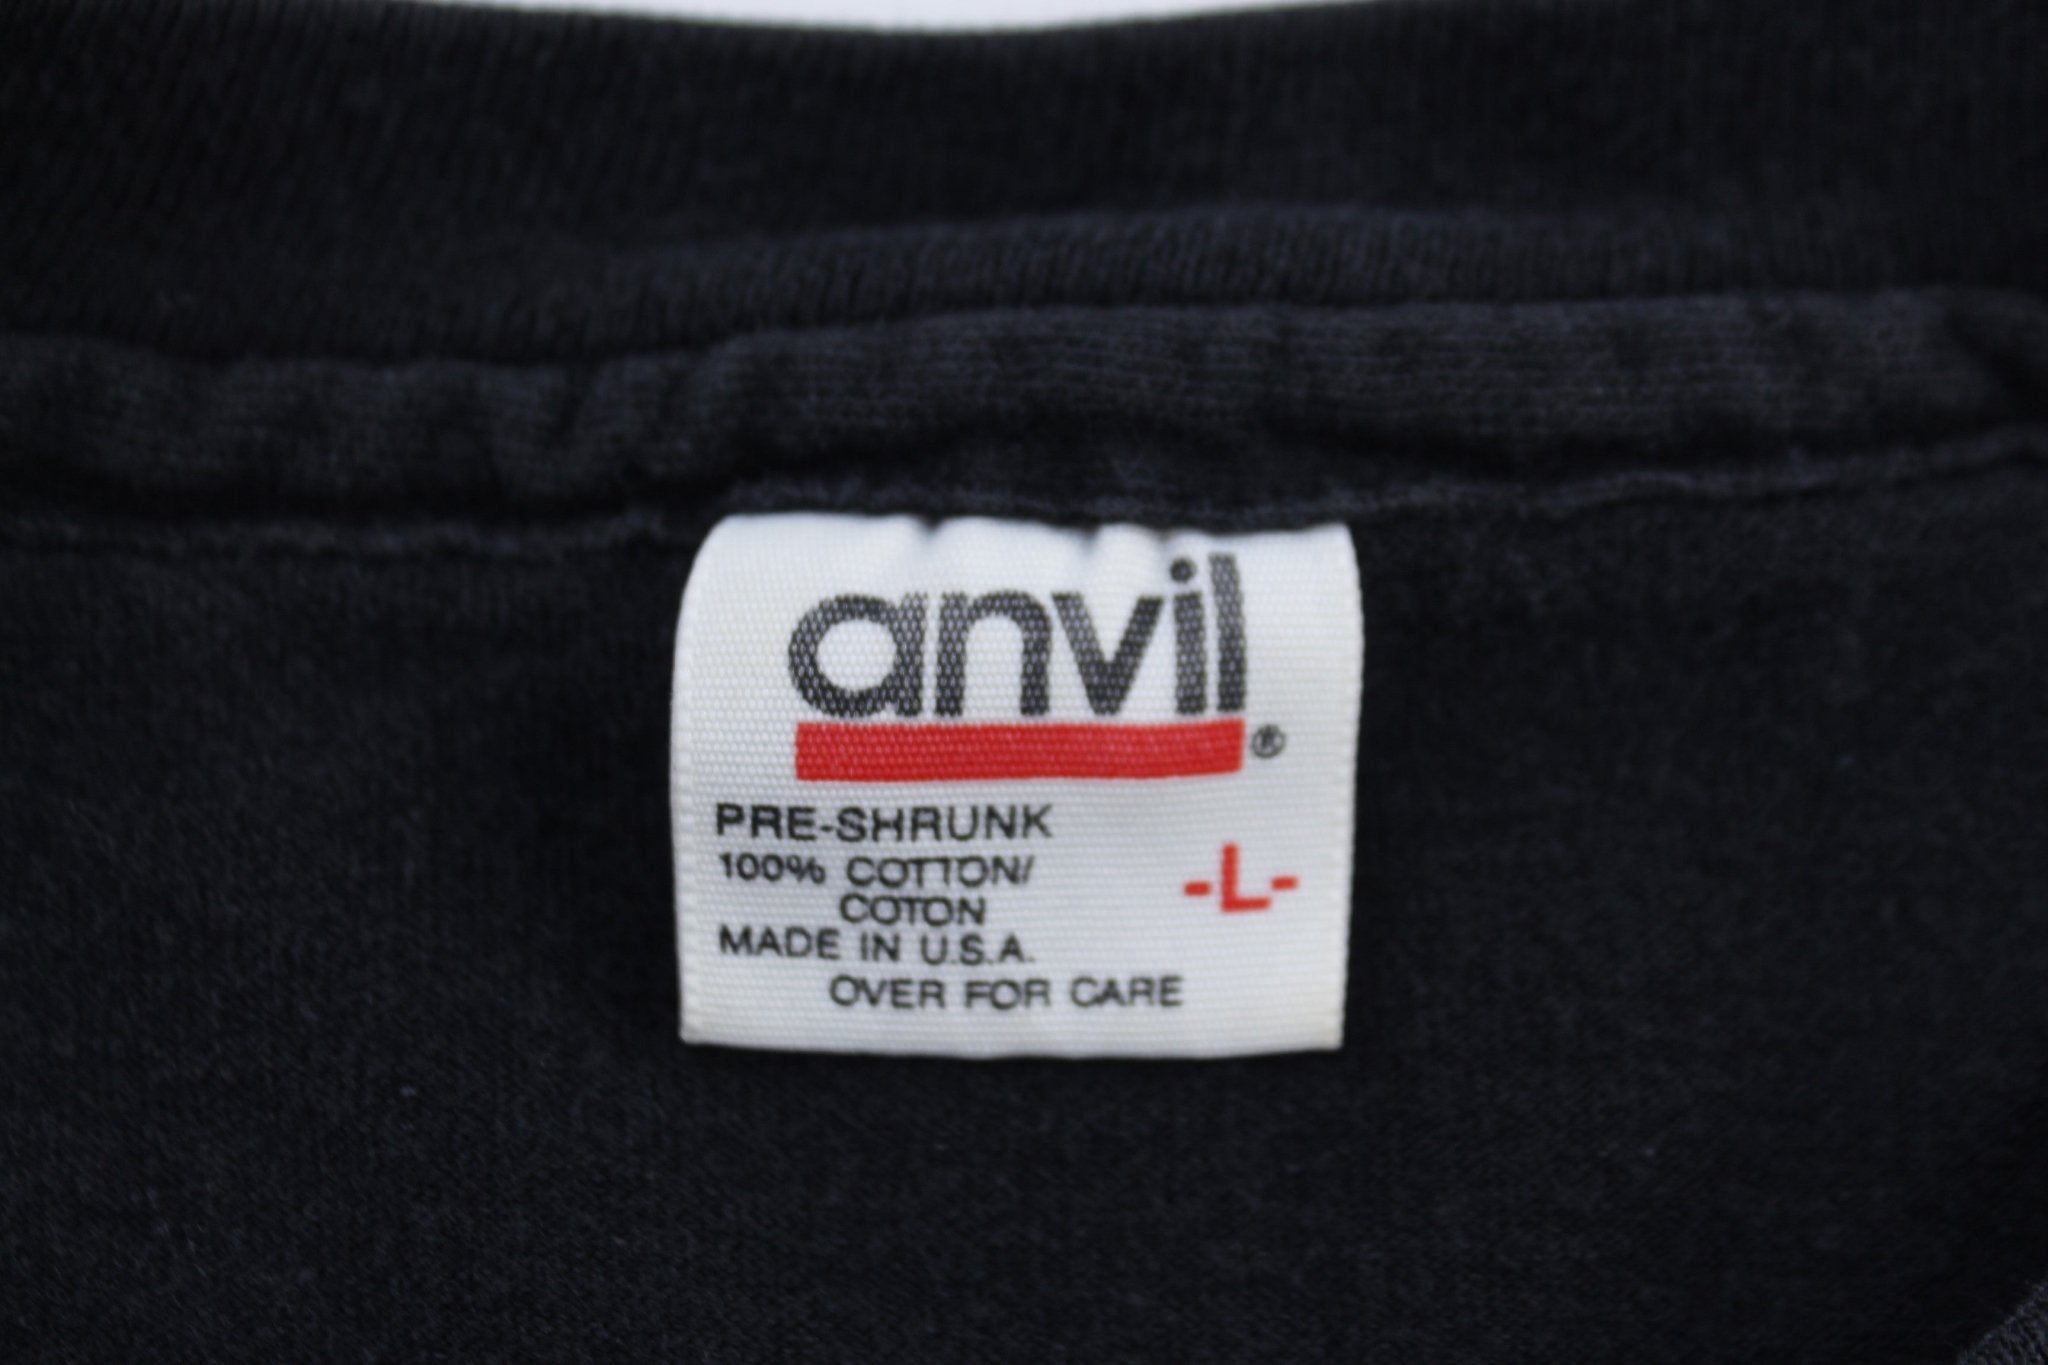 anvil®
PRE-SHRUNK
100% COTTON/
COTON
-L-
MADE IN U.S.A.
OVER FOR CARE